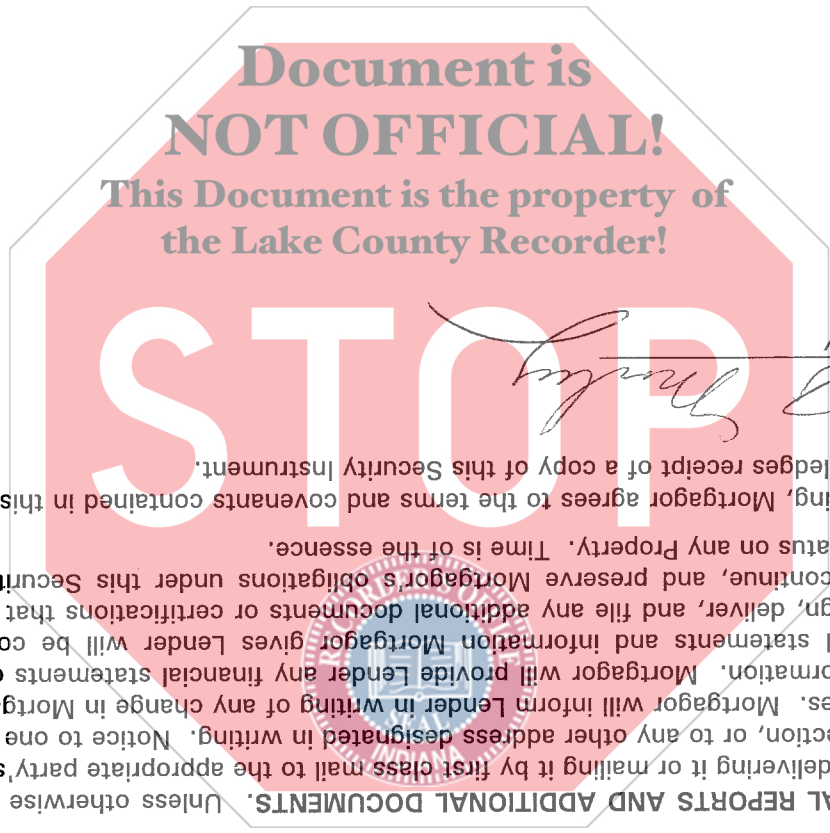 Document is
NOT OFFICIAL!
This Document is the property of
the Lake County Recorder!
STOP
AL REPORTS AND ADDITIONAL DOCUMENTS. Unless otherwise
delivering it or mailing it by first class mail to the appropriate party's
ection, or to any other address designated in writing. Notice to one
es. Mortgagor will inform Lender in writing of any change in Mortg
ormation. Mortgagor will provide Lender any financial statements
l statements and information Mortgagor gives Lender will be co
gn, deliver, and file any additional documents or certifications that
continue, and preserve Mortgagor's obligations under this Securit
atus on any Property. Time is of the essence.
ing, Mortgagor agrees to the terms and covenants contained in this
ledges receipt of a copy of this Security Instrument.
RECORDER'S OFFICE
SEAL
INDIANA